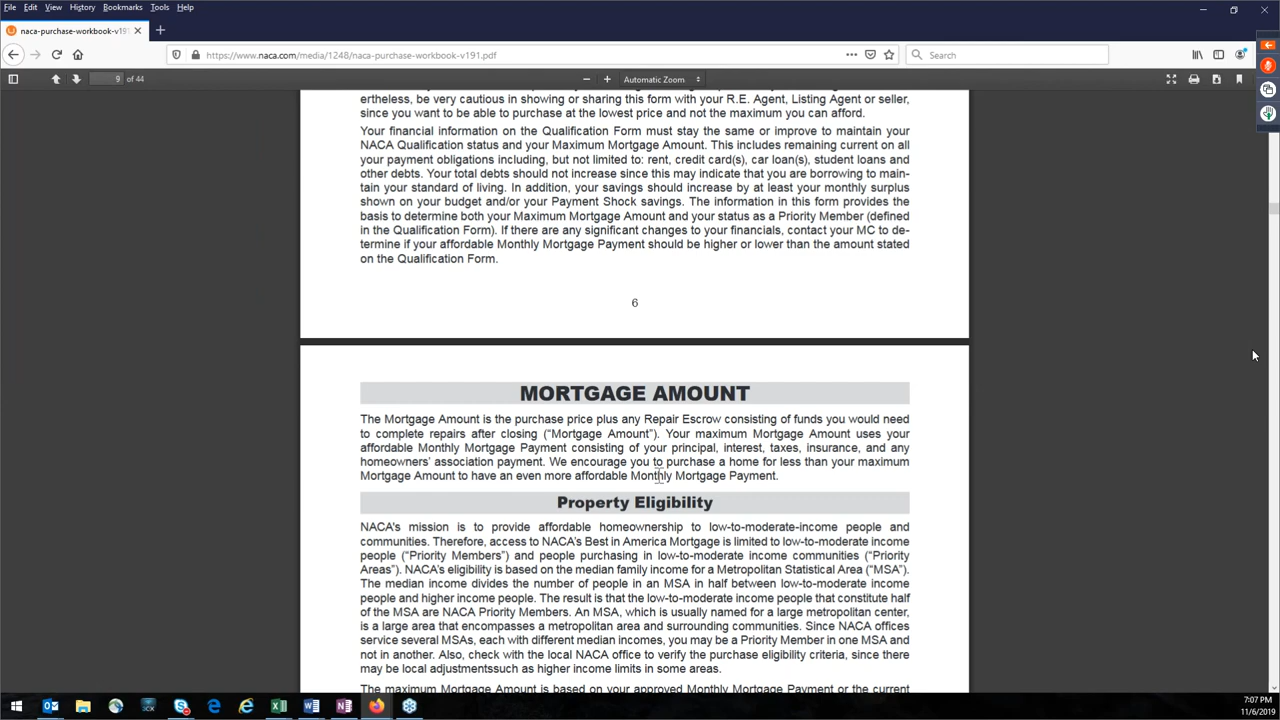 File Edit View History Bookmarks Tools Help
naca-purchase-workbook-v191
https://www.naca.com/media/1248/naca-purchase-workbook-v191.pdf
Search
9 of 44
Automatic Zoom
ertheless, be very cautious in showing or sharing this form with your R.E. Agent, Listing Agent or seller,
since you want to be able to purchase at the lowest price and not the maximum you can afford.
Your financial information on the Qualification Form must stay the same or improve to maintain your
NACA Qualification status and your Maximum Mortgage Amount. This includes remaining current on all
your payment obligations including, but not limited to: rent, credit card(s), car loan(s), student loans and
other debts. Your total debts should not increase since this may indicate that you are borrowing to main-
tain your standard of living. In addition, your savings should increase by at least your monthly surplus
shown on your budget and/or your Payment Shock savings. The information in this form provides the
basis to determine both your Maximum Mortgage Amount and your status as a Priority Member (defined
in the Qualification Form). If there are any significant changes to your financials, contact your MC to de-
termine if your affordable Monthly Mortgage Payment should be higher or lower than the amount stated
on the Qualification Form.
6
MORTGAGE AMOUNT
The Mortgage Amount is the purchase price plus any Repair Escrow consisting of funds you would need
to complete repairs after closing (“Mortgage Amount”). Your maximum Mortgage Amount uses your
affordable Monthly Mortgage Payment consisting of your principal, interest, taxes, insurance, and any
homeowners’ association payment. We encourage you to purchase a home for less than your maximum
Mortgage Amount to have an even more affordable Monthly Mortgage Payment.
Property Eligibility
NACA's mission is to provide affordable homeownership to low-to-moderate-income people and
communities. Therefore, access to NACA's Best in America Mortgage is limited to low-to-moderate income
people (“Priority Members”) and people purchasing in low-to-moderate income communities (“Priority
Areas”). NACA's eligibility is based on the median family income for a Metropolitan Statistical Area (“MSA”).
The median income divides the number of people in an MSA in half between low-to-moderate income
people and higher income people. The result is that the low-to-moderate income people that constitute half
of the MSA are NACA Priority Members. An MSA, which is usually named for a large metropolitan center,
is a large area that encompasses a metropolitan area and surrounding communities. Since NACA offices
service several MSAs, each with different median incomes, you may be a Priority Member in one MSA and
not in another. Also, check with the local NACA office to verify the purchase eligibility criteria, since there
may be local adjustmentssuch as higher income limits in some areas.
The maximum Mortgage Amount is based on your approved Monthly Mortgage Payment or the current
7:07 PM
11/6/2019